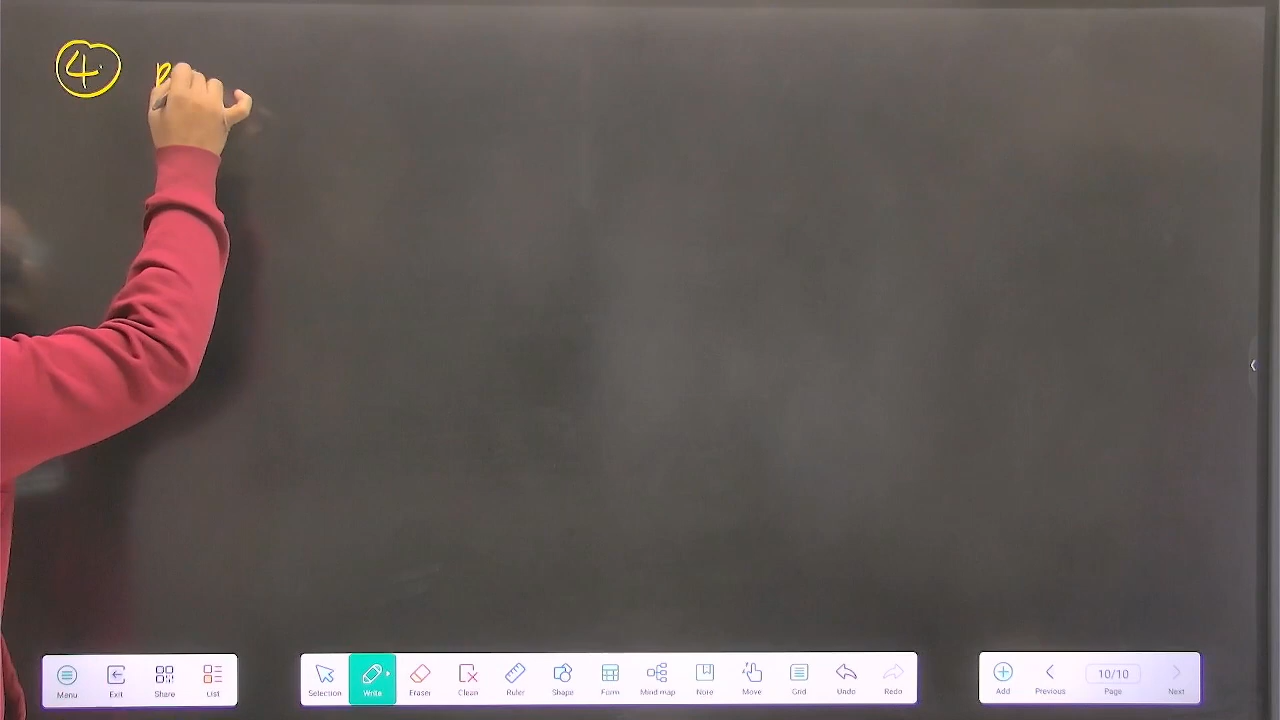 ④
Menu Exit Share List Selection Write Eraser Clean Ruler Shape Form Mind map Note Move Grid Undo Redo Add Previous 10/10 Page Next